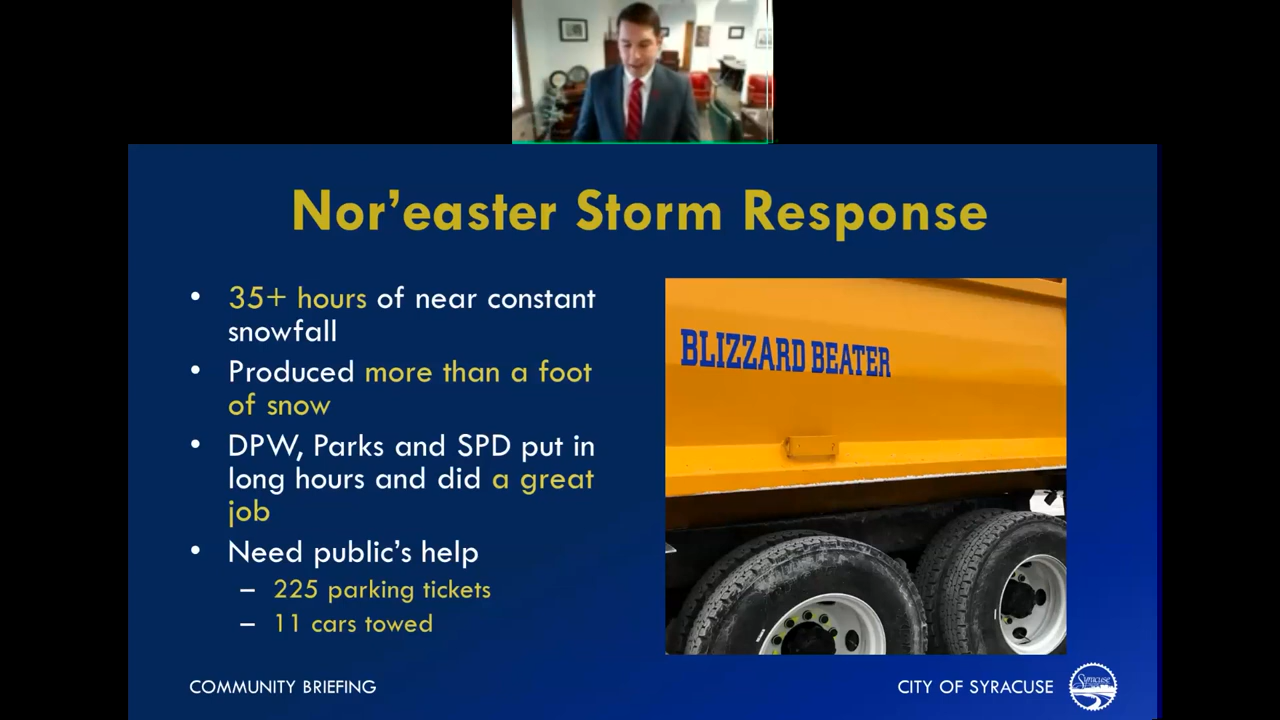 Nor’easter Storm Response
• 35+ hours of near constant
snowfall
• Produced more than a foot
of snow
• DPW, Parks and SPD put in
long hours and did a great
job
• Need public’s help
– 225 parking tickets
– 11 cars towed
BLIZZARD BEATER
COMMUNITY BRIEFING
CITY OF SYRACUSE
Syracuse